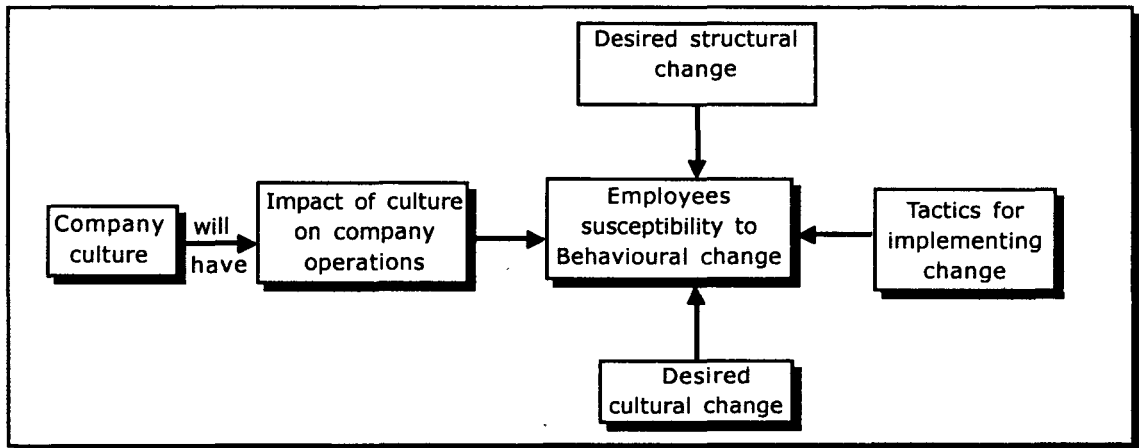 Desired structural
change
Company
culture
will
have
Impact of culture
on company
operations
Employees
susceptibility to
Behavioural change
Tactics for
implementing
change
Desired
cultural change